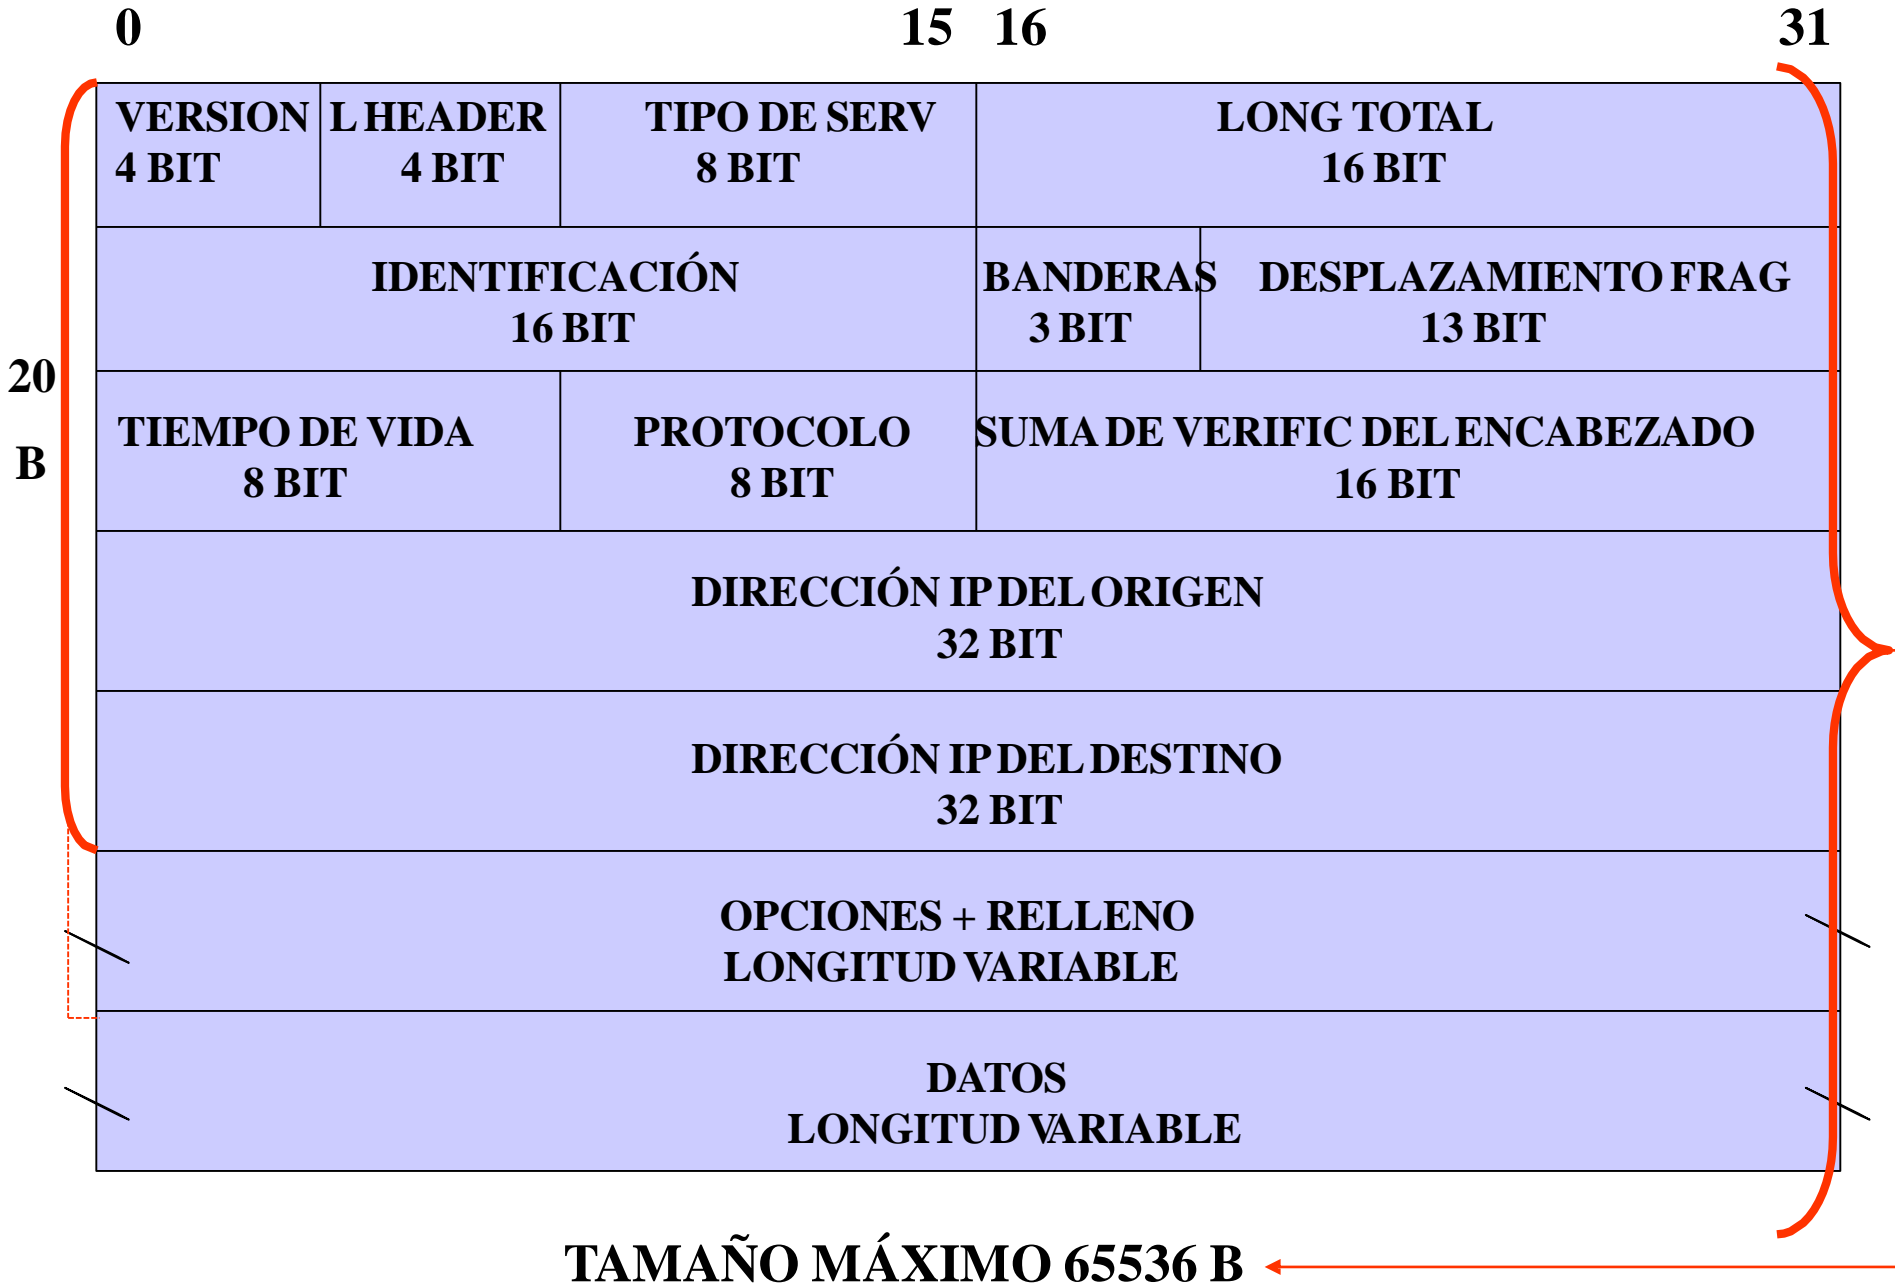 0 15 16 31
VERSION L HEADER TIPO DE SERV LONG TOTAL
4 BIT 4 BIT 8 BIT 16 BIT
IDENTIFICACIÓN BANDERAS DESPLAZAMIENTO FRAG
16 BIT 3 BIT 13 BIT
20
B
TIEMPO DE VIDA PROTOCOLO SUMA DE VERIFIC DEL ENCABEZADO
8 BIT 8 BIT 16 BIT
DIRECCIÓN IP DEL ORIGEN
32 BIT
DIRECCIÓN IP DEL DESTINO
32 BIT
OPCIONES + RELLENO
LONGITUD VARIABLE
DATOS
LONGITUD VARIABLE
TAMAÑO MÁXIMO 65536 B